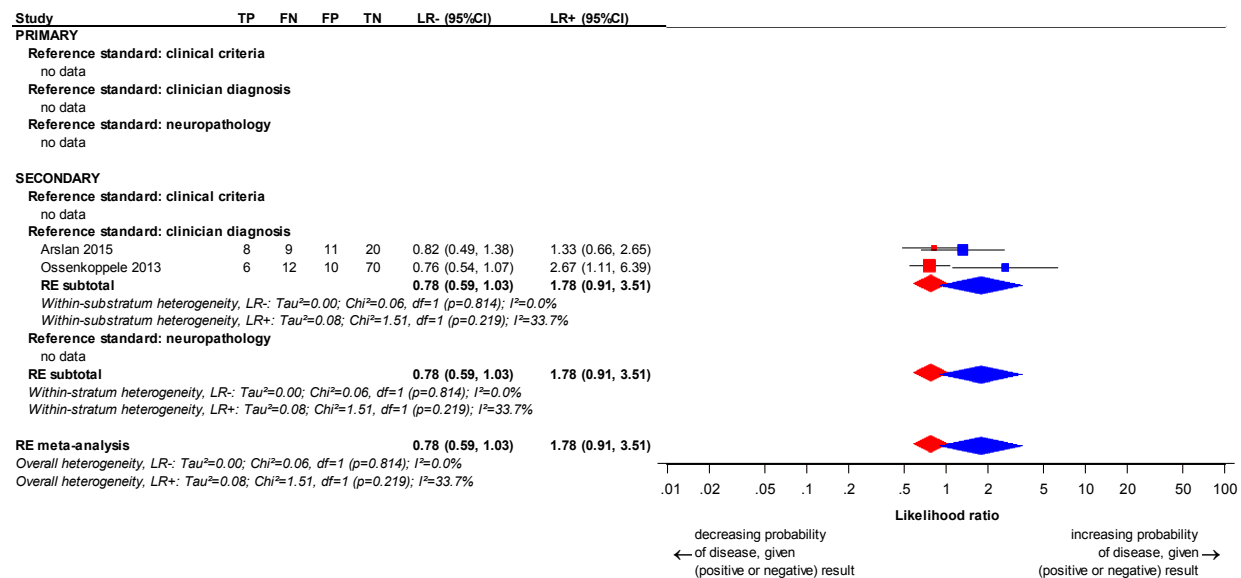 Study TP FN FP TN LR- (95%CI) LR+ (95%CI)
PRIMARY
Reference standard: clinical criteria
no data
Reference standard: clinician diagnosis
no data
Reference standard: neuropathology
no data
SECONDARY
Reference standard: clinical criteria
no data
Reference standard: clinician diagnosis
Arslan 2015 8 9 11 20 0.82 (0.49, 1.38) 1.33 (0.66, 2.65)
Ossenkoppele 2013 6 12 10 70 0.76 (0.54, 1.07) 2.67 (1.11, 6.39)
RE subtotal 0.78 (0.59, 1.03) 1.78 (0.91, 3.51)
Within-substratum heterogeneity, LR-: Tau²=0.00; Chi²=0.06, df=1 (p=0.814); I²=0.0%
Within-substratum heterogeneity, LR+: Tau²=0.08; Chi²=1.51, df=1 (p=0.219); I²=33.7%
Reference standard: neuropathology
no data
RE subtotal 0.78 (0.59, 1.03) 1.78 (0.91, 3.51)
Within-stratum heterogeneity, LR-: Tau²=0.00; Chi²=0.06, df=1 (p=0.814); I²=0.0%
Within-stratum heterogeneity, LR+: Tau²=0.08; Chi²=1.51, df=1 (p=0.219); I²=33.7%
RE meta-analysis 0.78 (0.59, 1.03) 1.78 (0.91, 3.51)
Overall heterogeneity, LR-: Tau²=0.00; Chi²=0.06, df=1 (p=0.814); I²=0.0%
Overall heterogeneity, LR+: Tau²=0.08; Chi²=1.51, df=1 (p=0.219); I²=33.7%
.01 .02 .05 .1 .2 .5 1 2 5 10 20 50 100
Likelihood ratio
decreasing probability
← of disease, given
(positive or negative) result
increasing probability
of disease, given →
(positive or negative) result